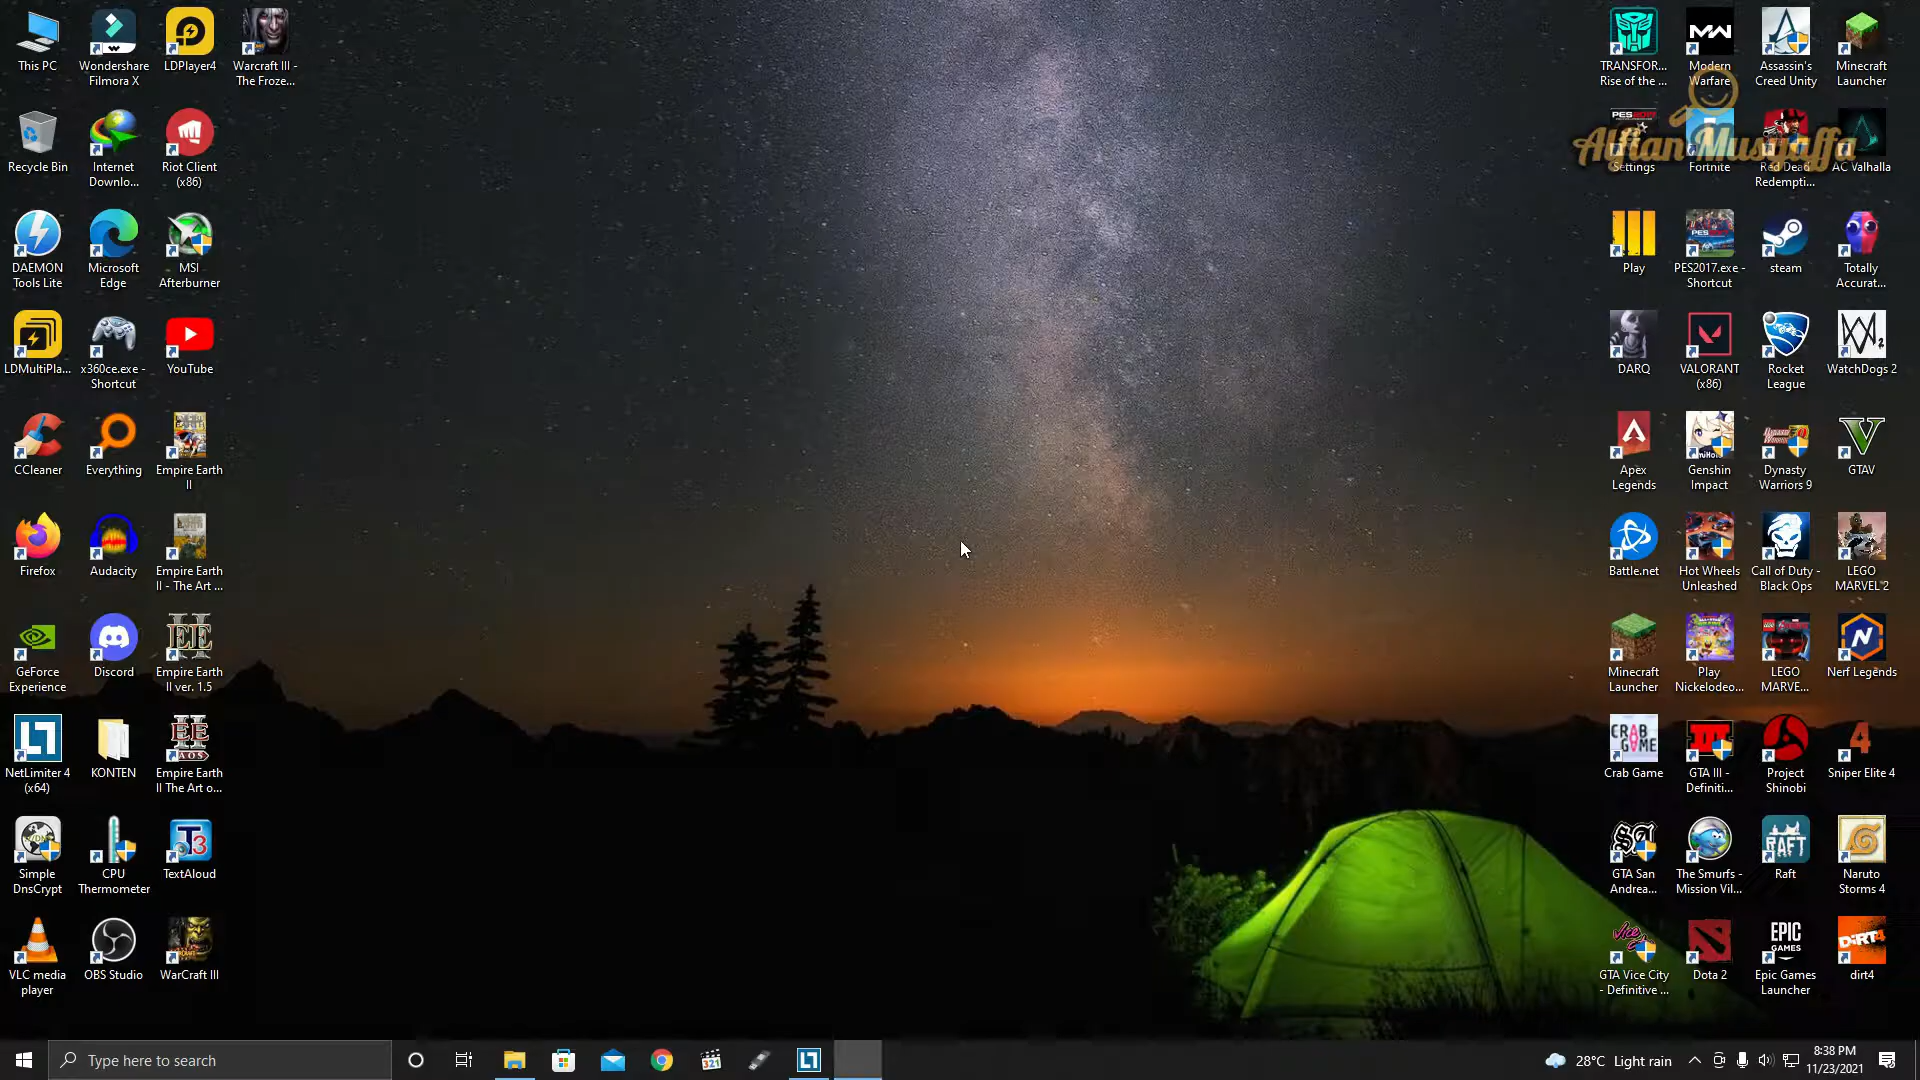 This PC
Wondershare
Filmora X
LDPlayer4
Warcraft III -
The Froze...
Recycle Bin
Internet
Downlo...
Riot Client
(x86)
DAEMON
Tools Lite
Microsoft
Edge
MSI
Afterburner
LDMultiPla...
x360ce.exe -
Shortcut
YouTube
CCleaner
Everything
Empire Earth
II
Firefox
Audacity
Empire Earth
II - The Art ...
GeForce
Experience
Discord
Empire Earth
II ver. 1.5
NetLimiter 4
(x64)
KONTEN
Empire Earth
II The Art o...
Simple
DnsCrypt
CPU
Thermometer
TextAloud
VLC media
player
OBS Studio
WarCraft III
TRANSFOR...
Rise of the ...
Modern
Warfare
Assassin's
Creed Unity
Minecraft
Launcher
Settings
Fortnite
Red Dead
Redempti...
AC Valhalla
Play
PES2017.exe -
Shortcut
steam
Totally
Accurat...
DARQ
VALORANT
(x86)
Rocket
League
WatchDogs 2
Apex
Legends
Genshin
Impact
Dynasty
Warriors 9
GTAV
Battle.net
Hot Wheels
Unleashed
Call of Duty -
Black Ops
LEGO
MARVEL 2
Minecraft
Launcher
Play
Nickelodeo...
LEGO
MARVE...
Nerf Legends
CRAB
GAME
Crab Game
GTA III -
Definiti...
Project
Shinobi
Sniper Elite 4
GTA San
Andrea...
The Smurfs -
Mission Vil...
RAFT
Raft
Naruto
Storms 4
GTA Vice City
- Definitive ...
Dota 2
EPIC
GAMES
Epic Games
Launcher
DiRT4
dirt4
Type here to search
321
28°C Light rain
8:38 PM
11/23/2021